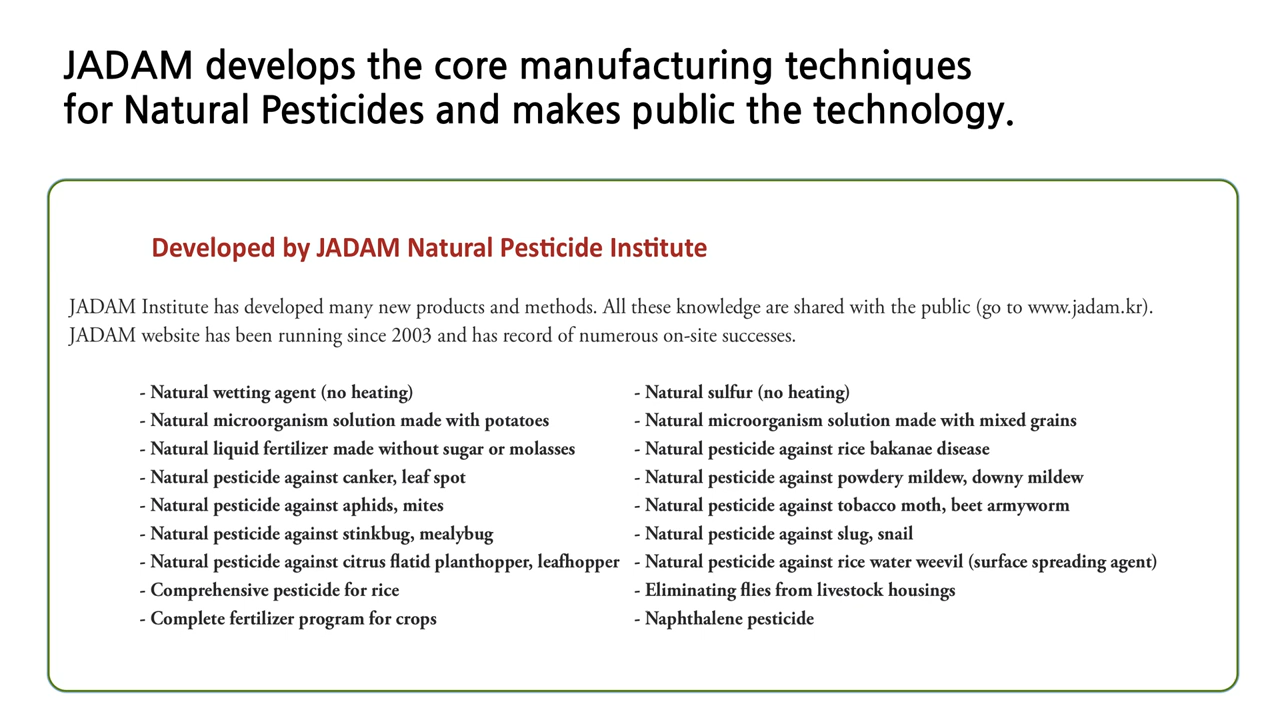 JADAM develops the core manufacturing techniques
for Natural Pesticides and makes public the technology.
Developed by JADAM Natural Pesticide Institute
JADAM Institute has developed many new products and methods. All these knowledge are shared with the public (go to www.jadam.kr).
JADAM website has been running since 2003 and has record of numerous on-site successes.
- Natural wetting agent (no heating)
- Natural microorganism solution made with potatoes
- Natural liquid fertilizer made without sugar or molasses
- Natural pesticide against canker, leaf spot
- Natural pesticide against aphids, mites
- Natural pesticide against stinkbug, mealybug
- Natural pesticide against citrus flatid planthopper, leafhopper
- Comprehensive pesticide for rice
- Complete fertilizer program for crops
- Natural sulfur (no heating)
- Natural microorganism solution made with mixed grains
- Natural pesticide against rice bakanae disease
- Natural pesticide against powdery mildew, downy mildew
- Natural pesticide against tobacco moth, beet armyworm
- Natural pesticide against slug, snail
- Natural pesticide against rice water weevil (surface spreading agent)
- Eliminating flies from livestock housings
- Naphthalene pesticide